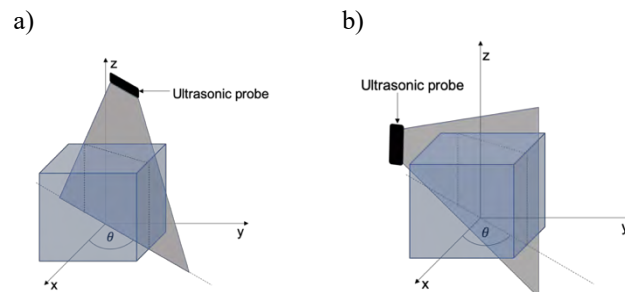 a)
z
Ultrasonic probe
y
θ
x
b)
z
Ultrasonic probe
y
θ
x